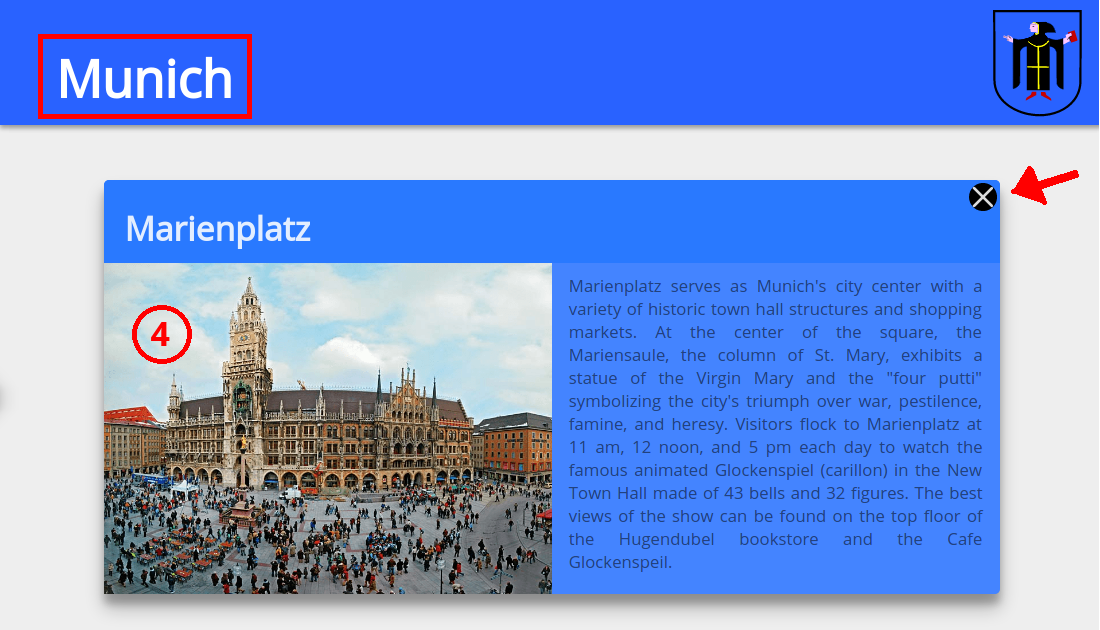 Munich
Marienplatz
4
Marienplatz serves as Munich's city center with a
variety of historic town hall structures and shopping
markets. At the center of the square, the
Mariensaule, the column of St. Mary, exhibits a
statue of the Virgin Mary and the "four putti"
symbolizing the city's triumph over war, pestilence,
famine, and heresy. Visitors flock to Marienplatz at
11 am, 12 noon, and 5 pm each day to watch the
famous animated Glockenspiel (carillon) in the New
Town Hall made of 43 bells and 32 figures. The best
views of the show can be found on the top floor of
the Hugendubel bookstore and the Cafe
Glockenspeil.